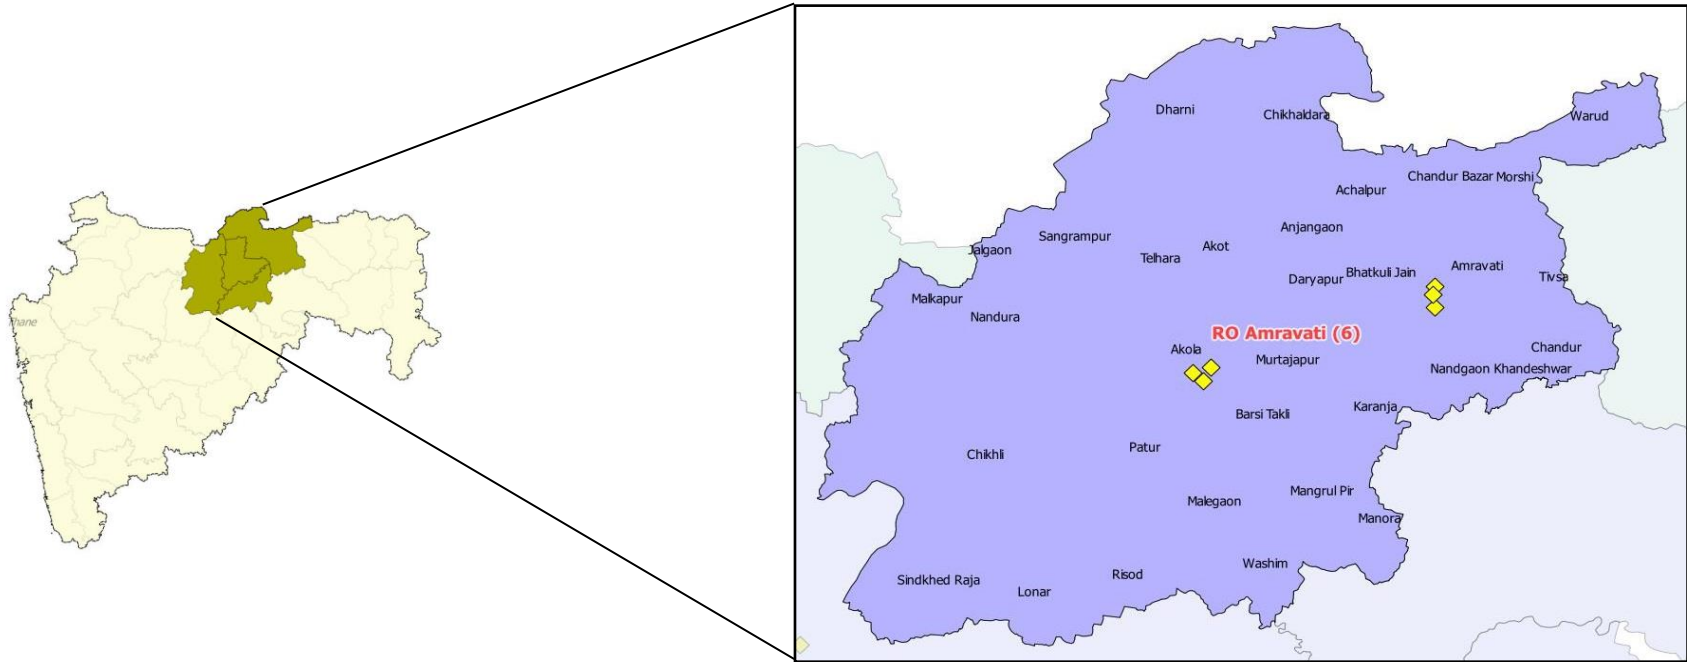 Thane
Dharni
Chikhaldara
Warud
Achalpur
Chandur Bazar
Morshi
Anjangaon
Sangrampur
Jalgaon
Akot
Telhara
Daryapur
Bhatkuli Jain
Amravati
Tivsa
Malkapur
Nandura
RO Amravati (6)
Akola
Murtajapur
Chandur
Nandgaon Khandeshwar
Barsi Takli
Karanja
Chikhli
Patur
Malegaon
Mangrul Pir
Manora
Washim
Sindkhed Raja
Risod
Lonar